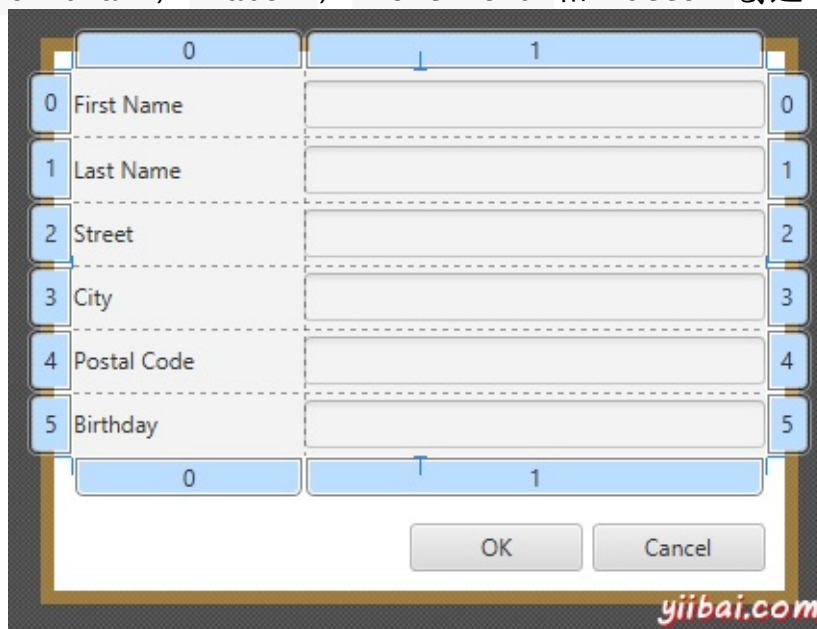 0 1
0 First Name 0
1 Last Name 1
2 Street 2
3 City 3
4 Postal Code 4
5 Birthday 5
0 1
OK Cancel
yiibai.com